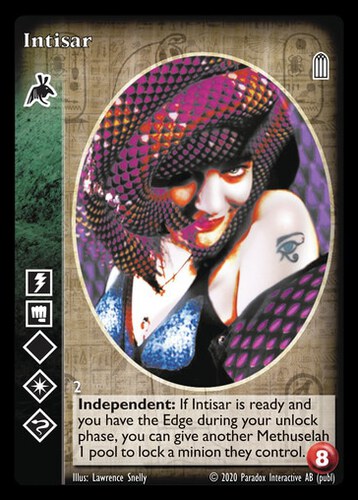 Intisar
2
Independent: If Intisar is ready and
you have the Edge during your unlock
phase, you can give another Methuselah
1 pool to lock a minion they control.
8
Illus: Lawrence Snelly © 2020 Paradox Interactive AB (publ)